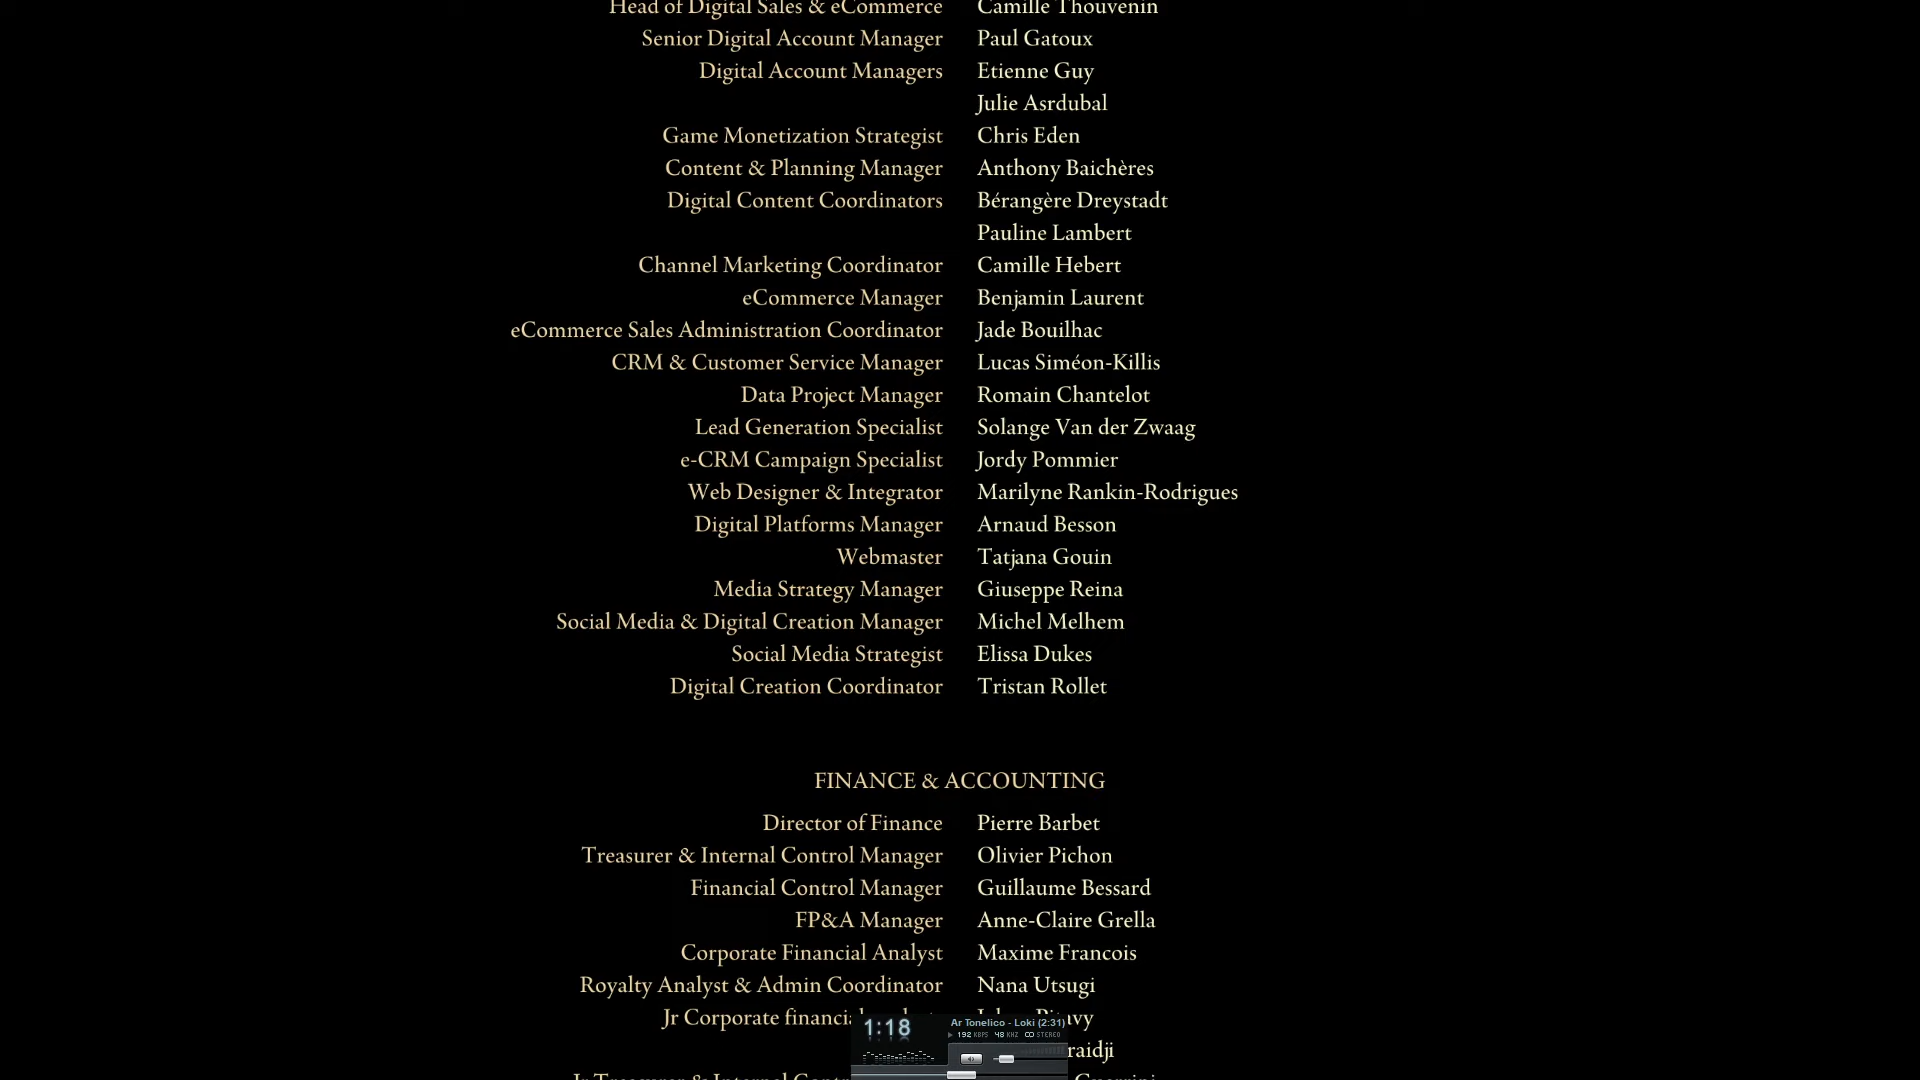 Head of Digital Sales & eCommerce Camille Thouvenin
Senior Digital Account Manager Paul Gatoux
Digital Account Managers Etienne Guy
Julie Asrdubal
Game Monetization Strategist Chris Eden
Content & Planning Manager Anthony Baichères
Digital Content Coordinators Bérangère Dreystadt
Pauline Lambert
Channel Marketing Coordinator Camille Hebert
eCommerce Manager Benjamin Laurent
eCommerce Sales Administration Coordinator Jade Bouilhac
CRM & Customer Service Manager Lucas Siméon-Killis
Data Project Manager Romain Chantelot
Lead Generation Specialist Solange Van der Zwaag
e-CRM Campaign Specialist Jordy Pommier
Web Designer & Integrator Marilyne Rankin-Rodrigues
Digital Platforms Manager Arnaud Besson
Webmaster Tatjana Gouin
Media Strategy Manager Giuseppe Reina
Social Media & Digital Creation Manager Michel Melhem
Social Media Strategist Elissa Dukes
Digital Creation Coordinator Tristan Rollet
FINANCE & ACCOUNTING
Director of Finance Pierre Barbet
Treasurer & Internal Control Manager Olivier Pichon
Financial Control Manager Guillaume Bessard
FP&A Manager Anne-Claire Grella
Corporate Financial Analyst Maxime Francois
Royalty Analyst & Admin Coordinator Nana Utsugi
Jr Corporate
1:18
Ar Tonelico - Loki (2:31)
192 KBPS 48 KHZ STEREO